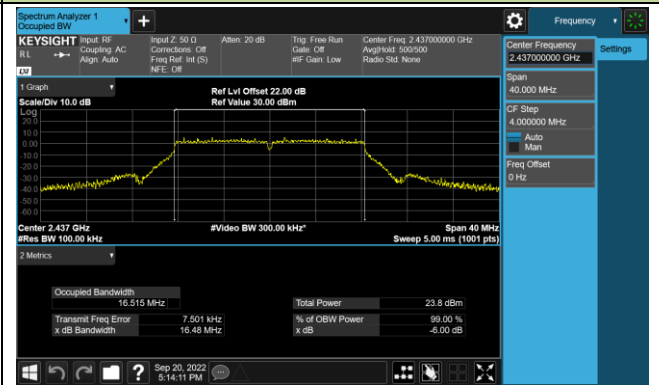 Spectrum Analyzer 1
Occupied BW
Frequency
KEYSIGHT
R L
Input: RF
Coupling: AC
Align: Auto
Input Z: 50 Ω
Corrections: Off
Freq Ref: Int (S)
NFE: Off
Atten: 20 dB
Trig: Free Run
Gate: Off
#IF Gain: Low
Center Freq: 2.437000000 GHz
Avg|Hold: 500/500
Radio Std: None
Center Frequency
2.437000000 GHz
Settings
Span
40.000 MHz
CF Step
4.000000 MHz
Auto
Man
Freq Offset
0 Hz
1 Graph
Scale/Div 10.0 dB
Ref Lvl Offset 22.00 dB
Ref Value 30.00 dBm
Log
20.0
10.0
0.00
-10.0
-20.0
-30.0
-40.0
-50.0
-60.0
Center 2.437 GHz
#Res BW 100.00 kHz
#Video BW 300.00 kHz*
Span 40 MHz
Sweep 5.00 ms (1001 pts)
2 Metrics
Occupied Bandwidth
16.515 MHz
Total Power 23.8 dBm
Transmit Freq Error 7.501 kHz
% of OBW Power 99.00 %
x dB Bandwidth 16.48 MHz
x dB -6.00 dB
?
Sep 20, 2022
5:14:11 PM